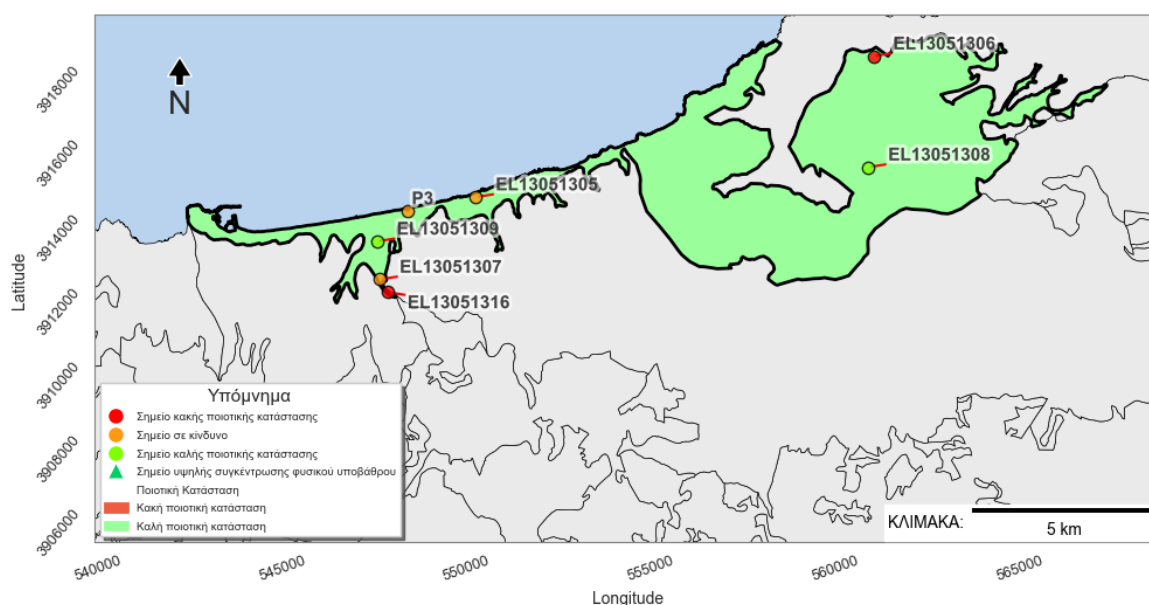 EL13051306
N
EL13051308
EL13051305
P3
EL13051309
EL13051307
EL13051316
3918000
3916000
3914000
3912000
3910000
3908000
3906000
Latitude
Υπόμνημα
Σημείο κακής ποιοτικής κατάστασης
Σημείο σε κίνδυνο
Σημείο καλής ποιοτικής κατάστασης
Σημείο υψηλής συγκέντρωσης φυσικού υποβάθρου
Ποιοτική Κατάσταση
Κακή ποιοτική κατάσταση
Καλή ποιοτική κατάσταση
ΚΛΙΜΑΚΑ:
5 km
540000
545000
550000
555000
560000
565000
Longitude